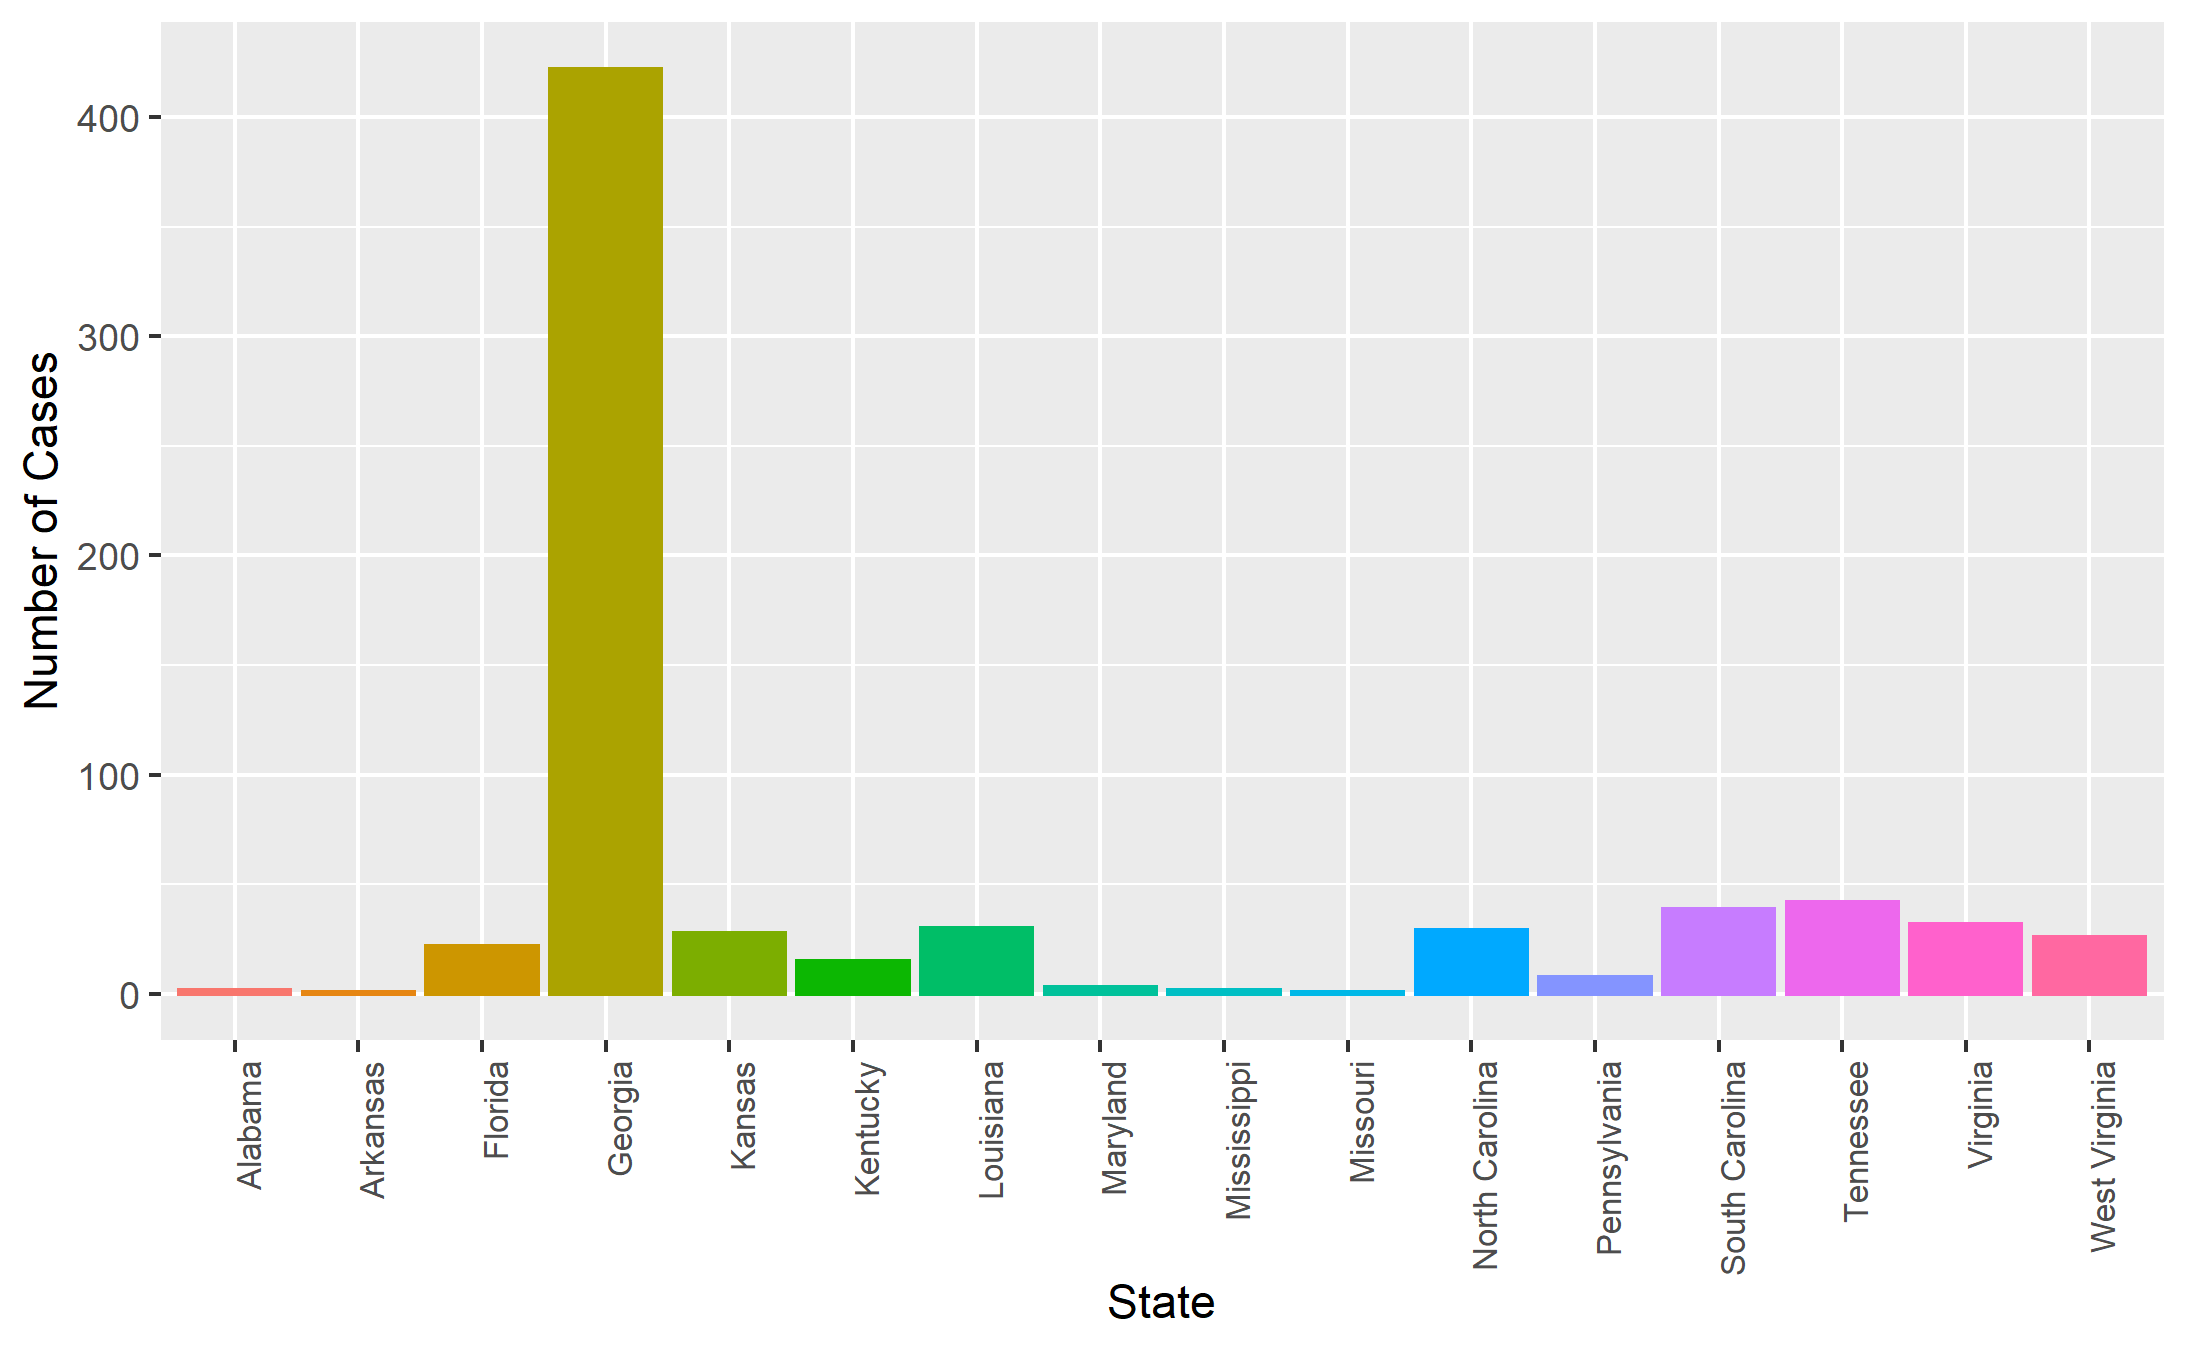 Number of Cases
400
300
200
100
0
Alabama
Arkansas
Florida
Georgia
Kansas
Kentucky
Louisiana
Maryland
Mississippi
Missouri
North Carolina
Pennsylvania
South Carolina
Tennessee
Virginia
West Virginia
State